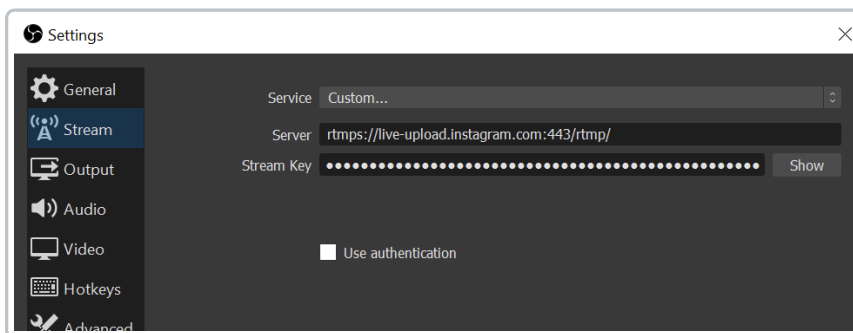 Settings
General
Stream
Output
Audio
Video
Hotkeys
Advanced
Service Custom...
Server rtmps://live-upload.instagram.com:443/rtmp/
Stream Key ●●●●●●●●●●●●●●●●●●●●●●●●●●●●●●●●●●●●●●●●●●●●●●●●●● Show
Use authentication